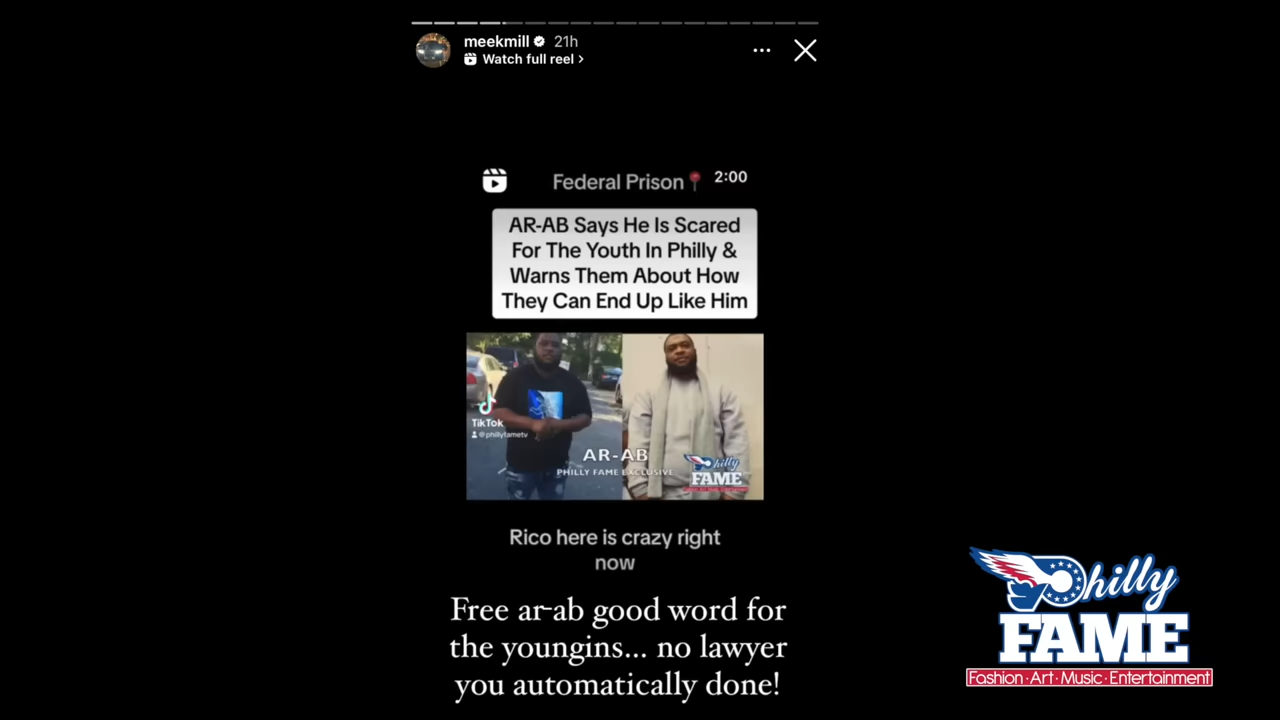 meekmill 21h
Watch full reel >
Federal Prison 2:00
AR-AB Says He Is Scared
For The Youth In Philly &
Warns Them About How
They Can End Up Like Him
TikTok
@phillyfametv
AR-AB
PHILLY FAME EXCLUSIVE
Philly
FAME
Rico here is crazy right
now
Free ar-ab good word for
the youngins... no lawyer
you automatically done!
Philly
FAME
Fashion·Art·Music·Entertainment